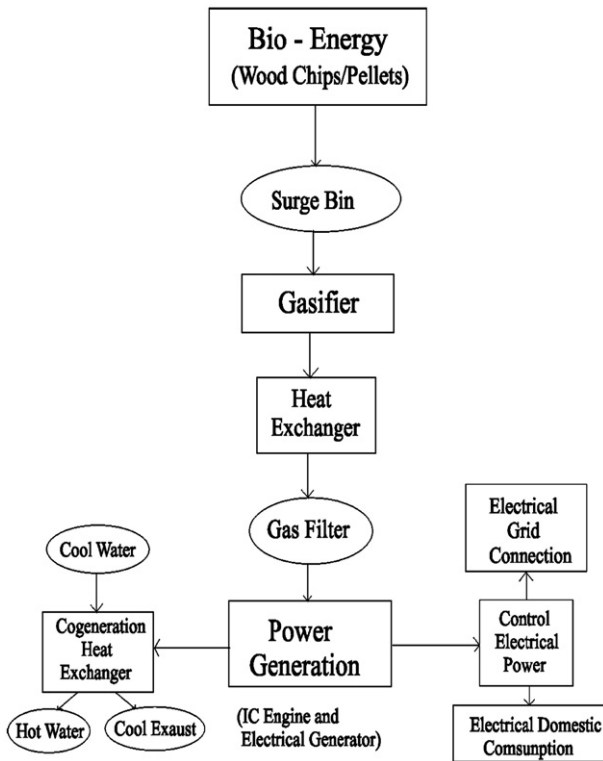 Bio - Energy
(Wood Chips/Pellets)
Surge Bin
Gasifier
Heat
Exchanger
Gas Filter
Electrical
Grid
Connection
Cool Water
Cogeneration
Heat
Exchanger
Power
Generation
Control
Electrical
Power
Hot Water
Cool Exaust
(IC Engine and
Electrical Generator)
Electrical Domestic
Comsunption